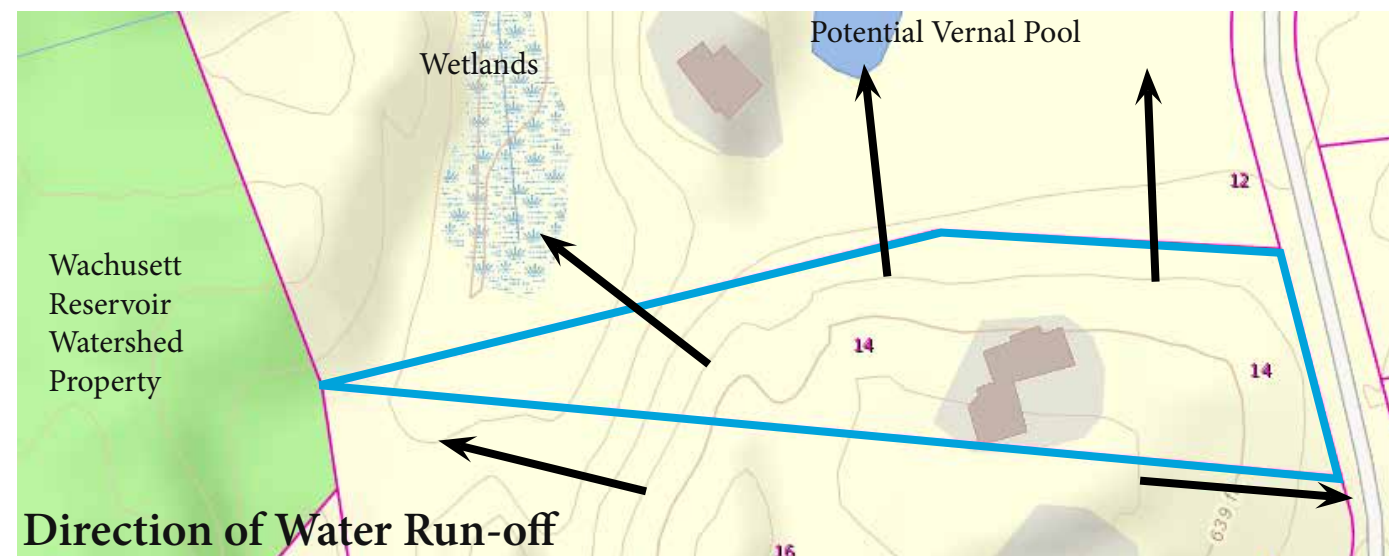 Potential Vernal Pool
Wetlands
12
Wachusett
Reservoir
Watershed
Property
14
14
639
Direction of Water Run-off
16